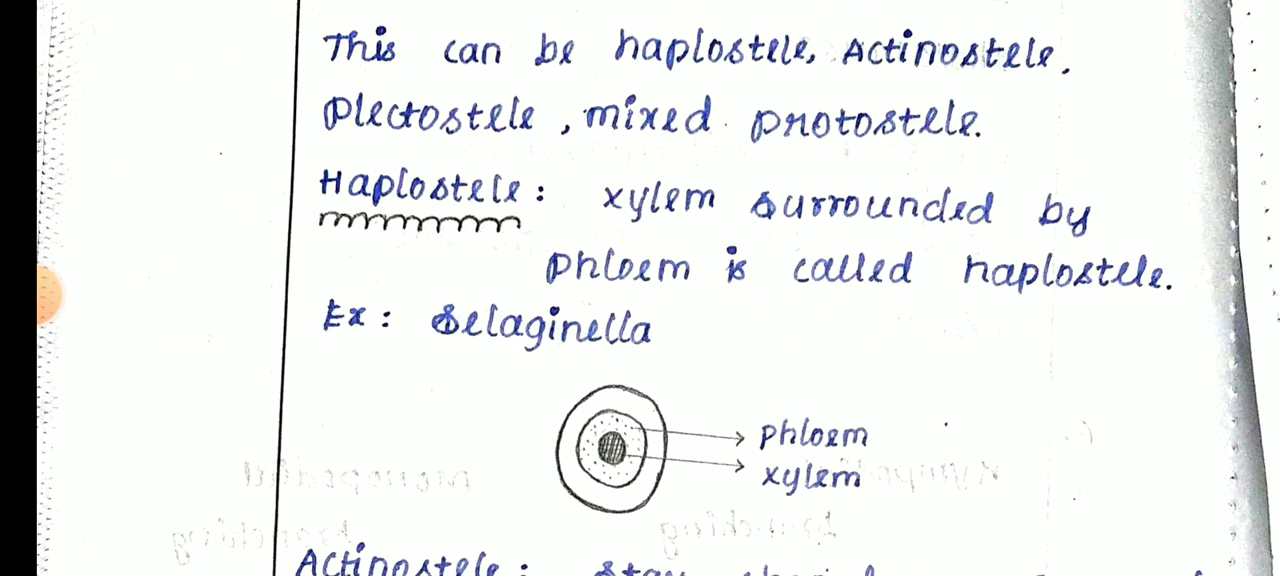 This can be haplostele, Actinostele,
Plectostele, mixed protostele.
Haplostele: xylem surrounded by
phloem is called haplostele.
Ex: Selaginella
phloem
xylem
Actinostele: